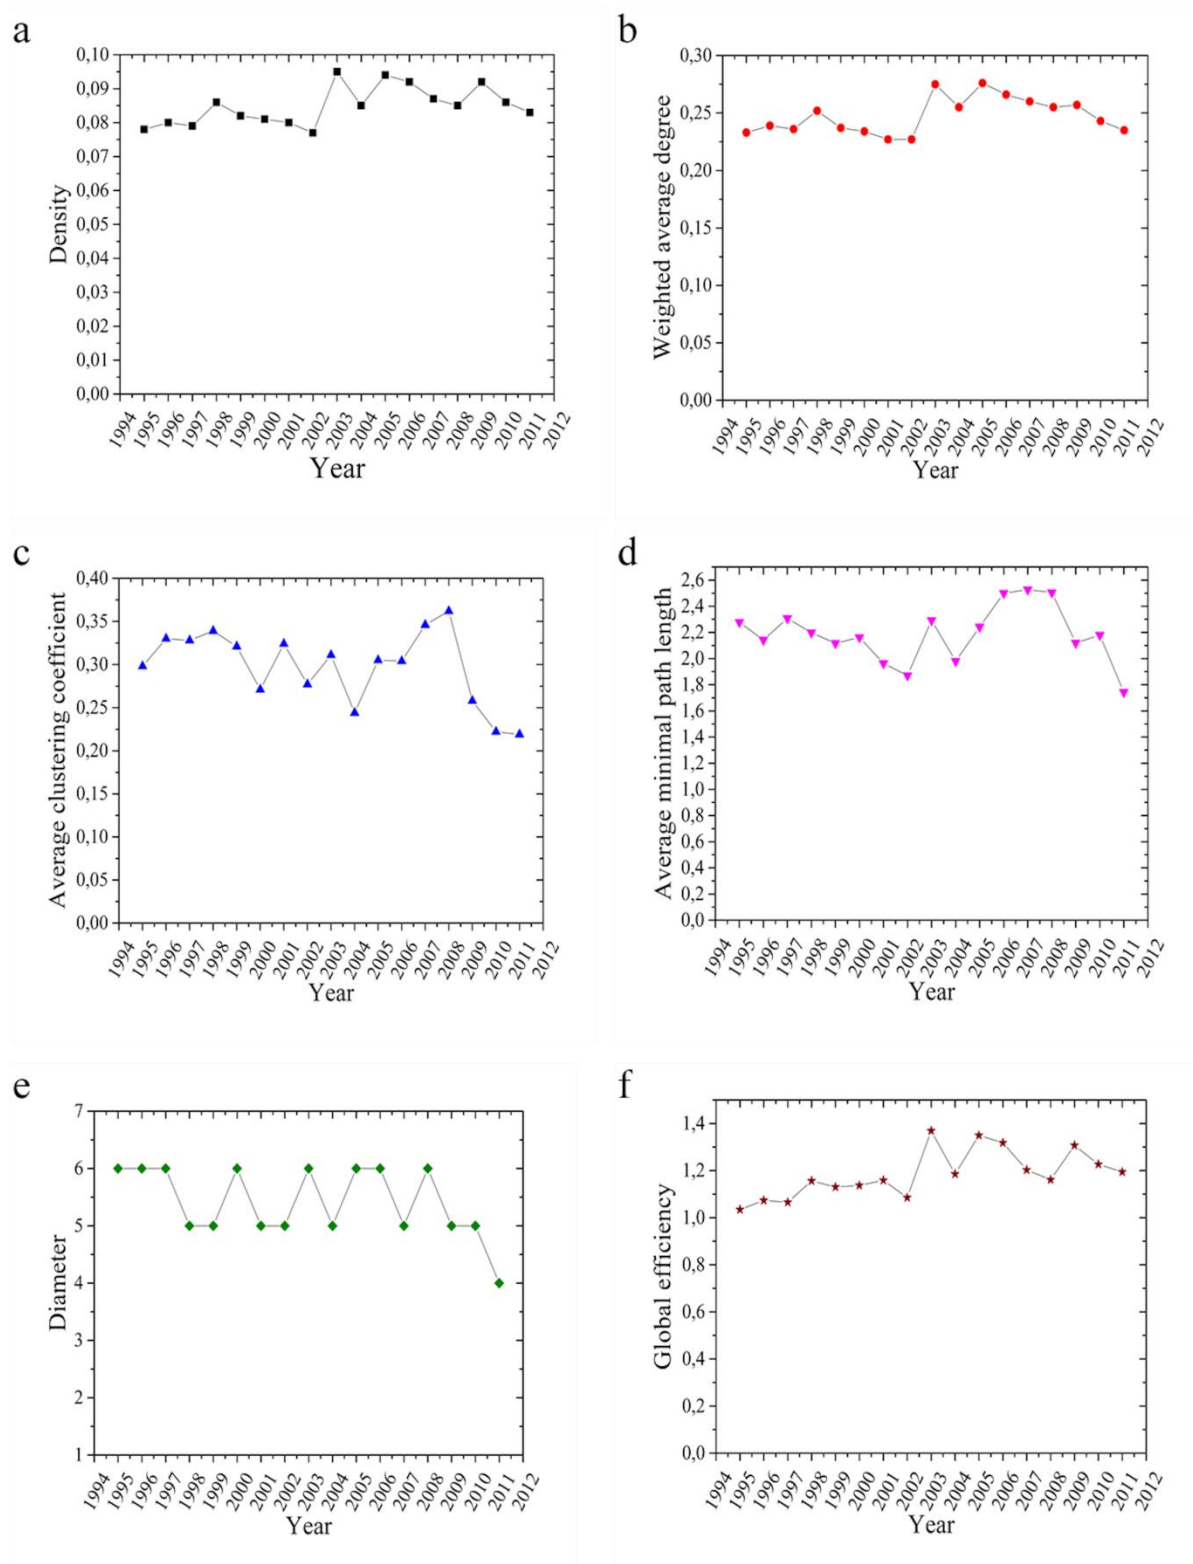 a
0,10
0,09
0,08
0,07
0,06
0,05
0,04
0,03
0,02
0,01
0,00
Density
1994 1995 1996 1997 1998 1999 2000 2001 2002 2003 2004 2005 2006 2007 2008 2009 2010 2011 2012
Year
b
0,30
0,25
0,20
0,15
0,10
0,05
0,00
Weighted average degree
1994 1995 1996 1997 1998 1999 2000 2001 2002 2003 2004 2005 2006 2007 2008 2009 2010 2011 2012
Year
c
0,40
0,35
0,30
0,25
0,20
0,15
0,10
0,05
0,00
Average clustering coefficient
1994 1995 1996 1997 1998 1999 2000 2001 2002 2003 2004 2005 2006 2007 2008 2009 2010 2011 2012
Year
d
2,6
2,4
2,2
2,0
1,8
1,6
1,4
1,2
1,0
0,8
0,6
0,4
0,2
0,0
Average minimal path length
1994 1995 1996 1997 1998 1999 2000 2001 2002 2003 2004 2005 2006 2007 2008 2009 2010 2011 2012
Year
e
7
6
5
4
3
2
1
Diameter
1994 1995 1996 1997 1998 1999 2000 2001 2002 2003 2004 2005 2006 2007 2008 2009 2010 2011 2012
Year
f
1,4
1,2
1,0
0,8
0,6
0,4
0,2
0,0
Global efficiency
1994 1995 1996 1997 1998 1999 2000 2001 2002 2003 2004 2005 2006 2007 2008 2009 2010 2011 2012
Year